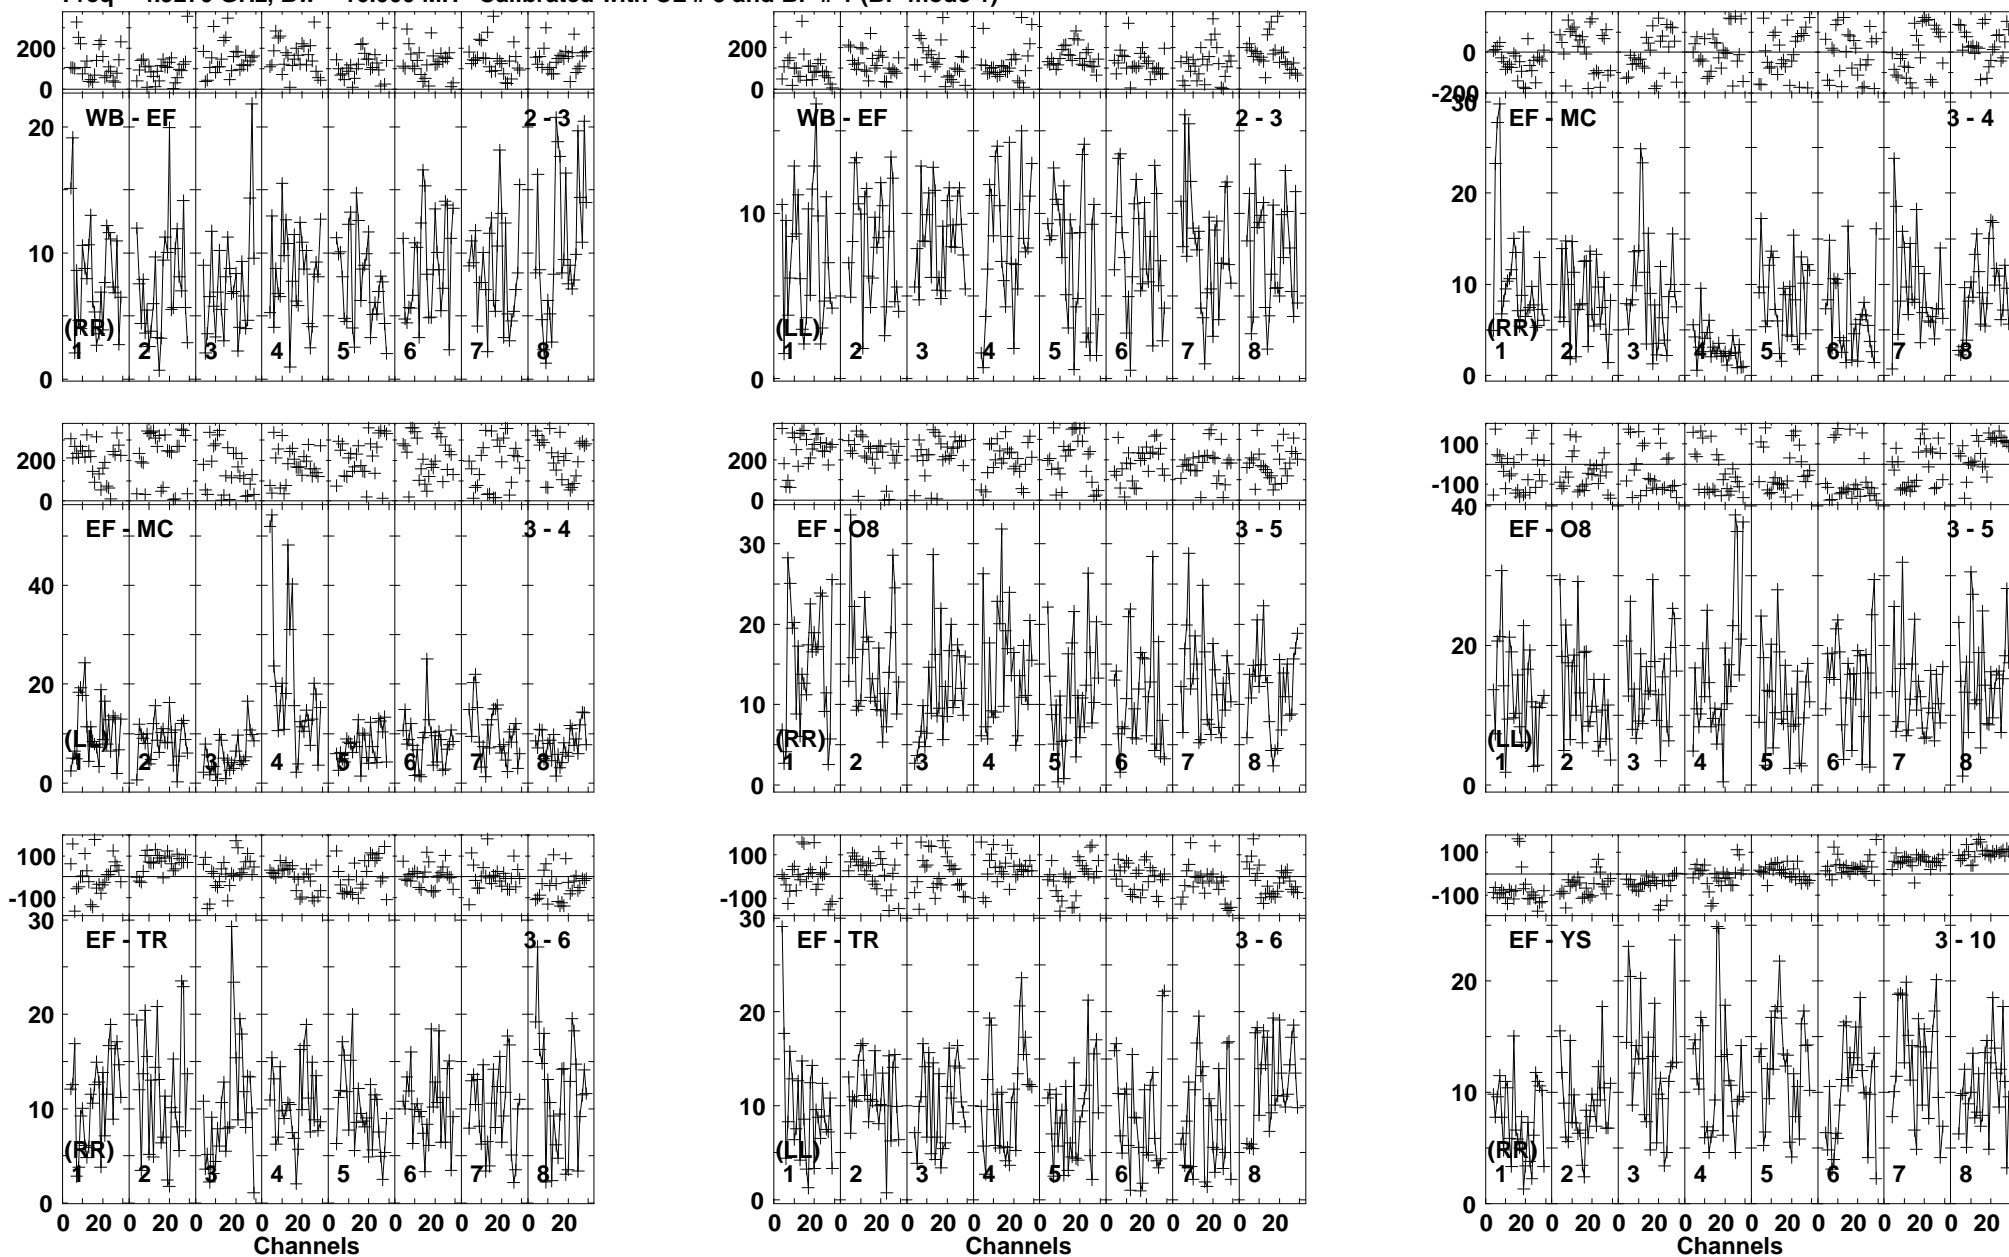 Freq GHz, Calibrated with and
200 0 200 0 0 -200
WB - EF 2 - 3 WB - EF 2 - 3 EF - MC 3 - 4
20 10 0 10 0 30 20 10 0
(RR) (LL) (RR)
1 2 3 4 5 6 7 8 1 2 3 4 5 6 7 8 1 2 3 4 5 6 7 8
200 0 200 0 100 -100
EF - MC 3 - 4 EF - O8 3 - 5 EF - O8 3 - 5
40 20 0 30 20 10 0 40 20 0
(LL) (RR) (LL)
1 2 3 4 5 6 7 8 1 2 3 4 5 6 7 8 1 2 3 4 5 6 7 8
100 -100 100 -100 100 -100
EF - TR 3 - 6 EF - TR 3 - 6 EF - YS 3 - 10
30 20 10 0 30 20 10 0 20 10 0
(RR) (LL) (RR)
1 2 3 4 5 6 7 8 1 2 3 4 5 6 7 8 1 2 3 4 5 6 7 8
0 20 0 20 0 20 0 20 0 20 0 20 0 20 0 20 0 20 0 20 0 20 0 20 0 20 0 20 0 20 0 20 0 20 0 20 0 20 0 20 0 20 0 20 0 20 0 20
Channels Channels Channels